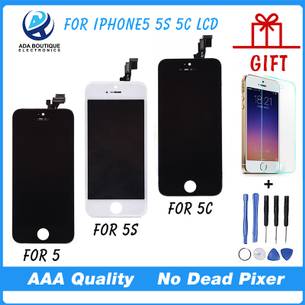 FOR IPHONE5 5S 5C LCD
ADA BOUTIQUE
ELECTRONIC
GIFT
+
FOR 5C
FOR 5S
FOR 5
AAA Quality No Dead Pixer